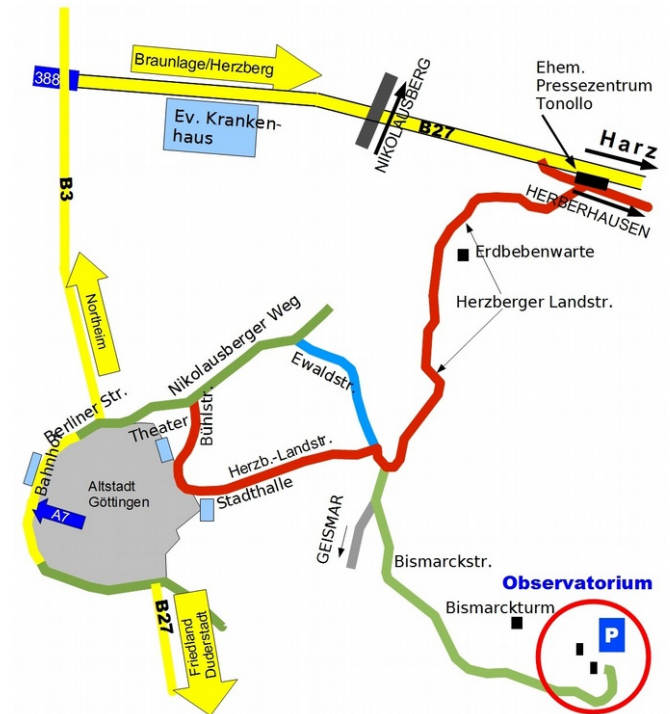 Braunlage/Herzberg
388
Ev. Kranken-
haus
NIKOLAUSBERG
B27
Ehem.
Pressezentrum
Tonollo
Harz
HERBERHAUSEN
B3
Erdbebenwarte
Herzberger Landstr.
Northeim
Nikolausberger Weg
Ewaldstr.
Berliner Str.
Theater
Bühlstr.
Bahnhof
Herzb.-Landstr.
Altstadt
Göttingen
Stadthalle
A7
GEISMAR
Bismarckstr.
Observatorium
Bismarckturm
P
B27
Friedland
Duderstadt